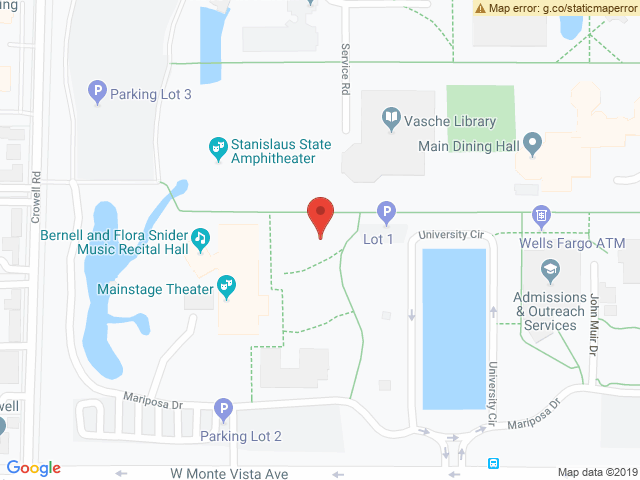 ing
Map error: g.co/staticmaperror
Parking Lot 3
Service Rd
Vasche Library
Main Dining Hall
Stanislaus State
Amphitheater
Crowell Rd
Bernell and Flora Snider
Music Recital Hall
Lot 1
University Cir
Wells Fargo ATM
Mainstage Theater
Admissions
& Outreach
Services
John Muir Dr
University Cir
Mariposa Dr
Mariposa Dr
well
Parking Lot 2
Google
W Monte Vista Ave
Map data ©2019